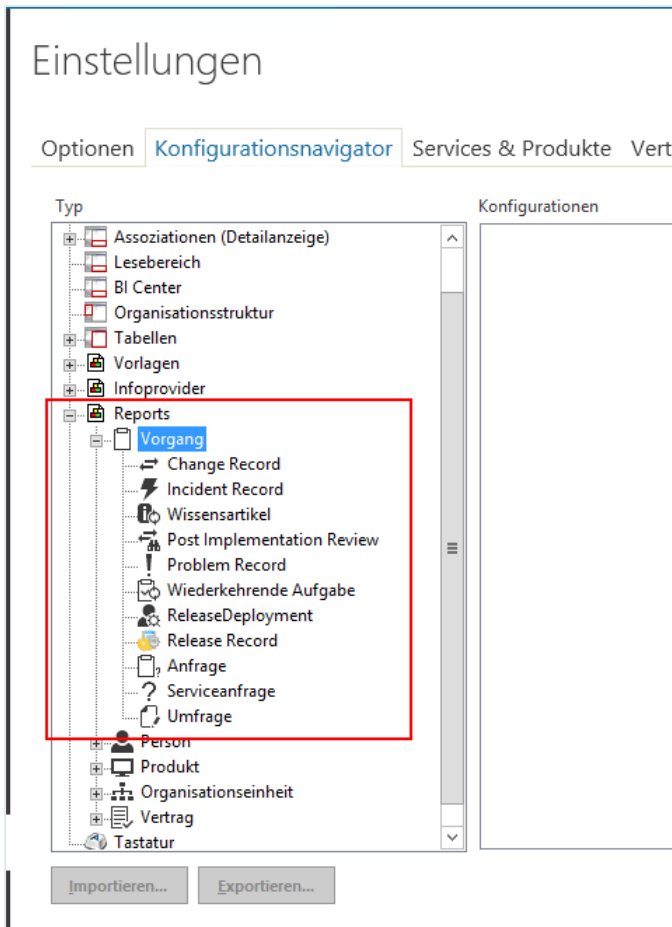 Einstellungen
Optionen Konfigurationsnavigator Services & Produkte Vert
Typ Konfigurationen
Assoziationen (Detailanzeige)
Lesebereich
BI Center
Organisationsstruktur
Tabellen
Vorlagen
Infoprovider
Reports
Vorgang
Change Record
Incident Record
Wissensartikel
Post Implementation Review
Problem Record
Wiederkehrende Aufgabe
ReleaseDeployment
Release Record
Anfrage
Serviceanfrage
Umfrage
Person
Produkt
Organisationseinheit
Vertrag
Tastatur
Importieren... Exportieren...